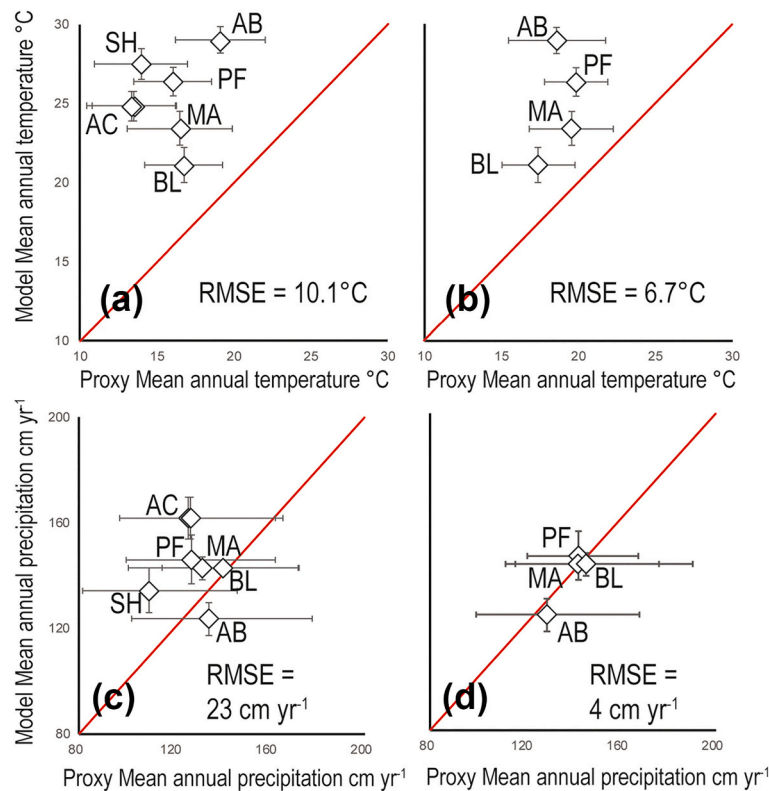 Model Mean annual temperature °C
30
25
20
15
10
SH
AB
PF
AC
MA
BL
(a)
RMSE = 10.1°C
10
15
20
25
30
Proxy Mean annual temperature °C
AB
PF
MA
BL
(b)
RMSE = 6.7°C
10
15
20
25
30
Proxy Mean annual temperature °C
Model Mean annual precipitation cm yr-1
200
160
120
80
AC
PF
MA
BL
SH
AB
(c)
RMSE =
23 cm yr-1
80
120
160
200
Proxy Mean annual precipitation cm yr-1
PF
MA
BL
AB
(d)
RMSE =
4 cm yr-1
80
120
160
200
Proxy Mean annual precipitation cm yr-1